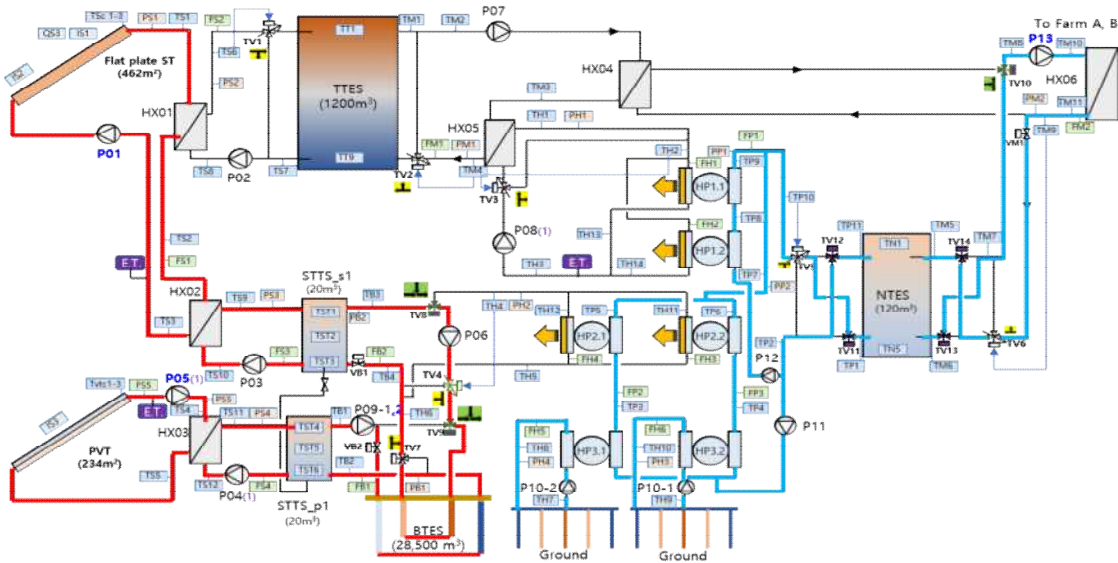 TSc 1-3
PS1
TS1
FS2
QS3
IS1
TV1
TT1
TM1
TM2
P07
To Farm A, B
P13
TM8
TM10
IS2
Flat plate ST
(462m²)
TS6
PS2
TTES
(1200m³)
HX04
HX06
TV10
HX01
TM3
TH1
PH1
HX05
PM2
TM11
TM9
FM2
VM1
P01
TS8
P02
TS7
TT9
TV2
FM1
PM1
TM4
TV3
TH2
FH1
FP1
PP1
TP9
HP1.1
TP10
TP8
FH2
P08(1)
TH13
HP1.2
TH3
E.T.
TH14
TP7
PP2
TP11
TV12
TN1
TM5
TV14
TM7
NTES
(120m³)
TS2
FS1
E.T.
HX02
STTS_s1
(20m³)
TS9
PS3
TB3
PB2
TST1
TST2
TST3
TV8
TH4
PH2
TH12
TP5
TH11
TP6
TS3
P06
HP2.1
HP2.2
TP2
TV11
TN5
TV13
TV6
TP1
TM6
FS3
FB2
VB1
TB4
TV4
FH4
FH3
TH5
P12
TS10
P03
Tvlc1-3
PS5
P05(1)
E.T.
TS4
PS5
TS11
PS4
TB1
P09-1,2
TH6
TV9
FP2
TP3
FP3
TP4
P11
IS3
HX03
TST4
TST5
TST6
VB2
TV7
FH5
TH8
PH4
HP3.1
FH6
TH10
PH3
HP3.2
PVT
(234m²)
TB2
TS5
TS12
P04(1)
FS4
FB1
PB1
P10-2
P10-1
STTS_p1
(20m³)
TH7
TH9
BTES
(28,500 m³)
Ground
Ground